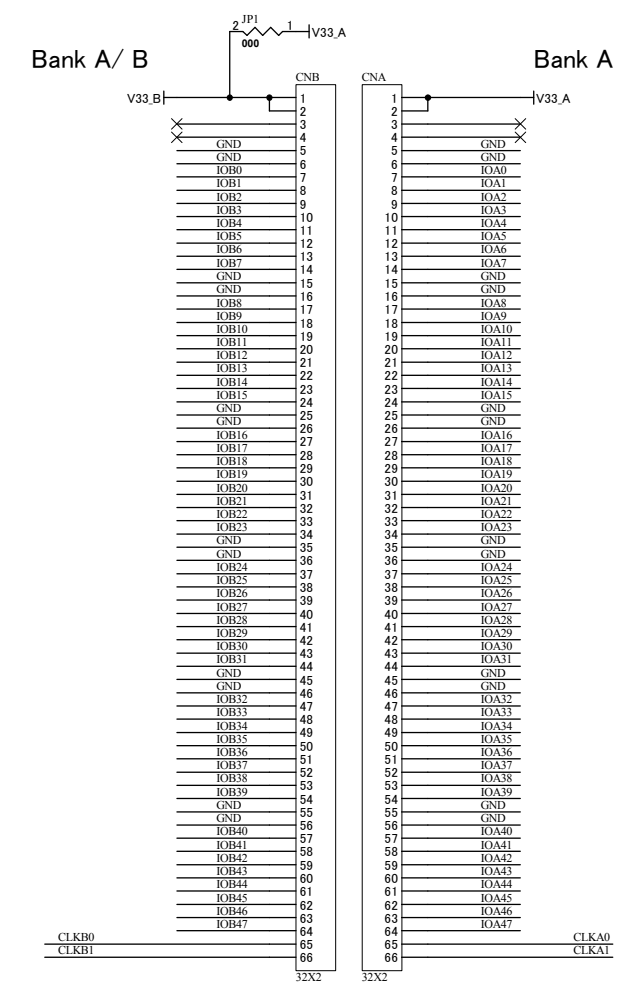 JP1
2 1 V33_A
000
Bank A/ B Bank A
CNB CNA
V33_B 1 1 V33_A
2 2
3 3
4 4
GND 5 5 GND
GND 6 6 GND
IOB0 7 7 IOA0
IOB1 8 8 IOA1
IOB2 9 9 IOA2
IOB3 10 10 IOA3
IOB4 11 11 IOA4
IOB5 12 12 IOA5
IOB6 13 13 IOA6
IOB7 14 14 IOA7
GND 15 15 GND
GND 16 16 GND
IOB8 17 17 IOA8
IOB9 18 18 IOA9
IOB10 19 19 IOA10
IOB11 20 20 IOA11
IOB12 21 21 IOA12
IOB13 22 22 IOA13
IOB14 23 23 IOA14
IOB15 24 24 IOA15
GND 25 25 GND
GND 26 26 GND
IOB16 27 27 IOA16
IOB17 28 28 IOA17
IOB18 29 29 IOA18
IOB19 30 30 IOA19
IOB20 31 31 IOA20
IOB21 32 32 IOA21
IOB22 33 33 IOA22
IOB23 34 34 IOA23
GND 35 35 GND
GND 36 36 GND
IOB24 37 37 IOA24
IOB25 38 38 IOA25
IOB26 39 39 IOA26
IOB27 40 40 IOA27
IOB28 41 41 IOA28
IOB29 42 42 IOA29
IOB30 43 43 IOA30
IOB31 44 44 IOA31
GND 45 45 GND
GND 46 46 GND
IOB32 47 47 IOA32
IOB33 48 48 IOA33
IOB34 49 49 IOA34
IOB35 50 50 IOA35
IOB36 51 51 IOA36
IOB37 52 52 IOA37
IOB38 53 53 IOA38
IOB39 54 54 IOA39
GND 55 55 GND
GND 56 56 GND
IOB40 57 57 IOA40
IOB41 58 58 IOA41
IOB42 59 59 IOA42
IOB43 60 60 IOA43
IOB44 61 61 IOA44
IOB45 62 62 IOA45
IOB46 63 63 IOA46
IOB47 64 64 IOA47
CLKB0 65 65 CLKA0
CLKB1 66 66 CLKA1
32X2 32X2